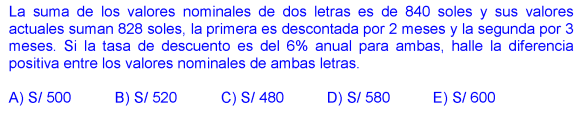 La suma de los valores nominales de dos letras es de 840 soles y sus valores
actuales suman 828 soles, la primera es descontada por 2 meses y la segunda por 3
meses. Si la tasa de descuento es del 6% anual para ambas, halle la diferencia
positiva entre los valores nominales de ambas letras.
A) S/ 500 B) S/ 520 C) S/ 480 D) S/ 580 E) S/ 600